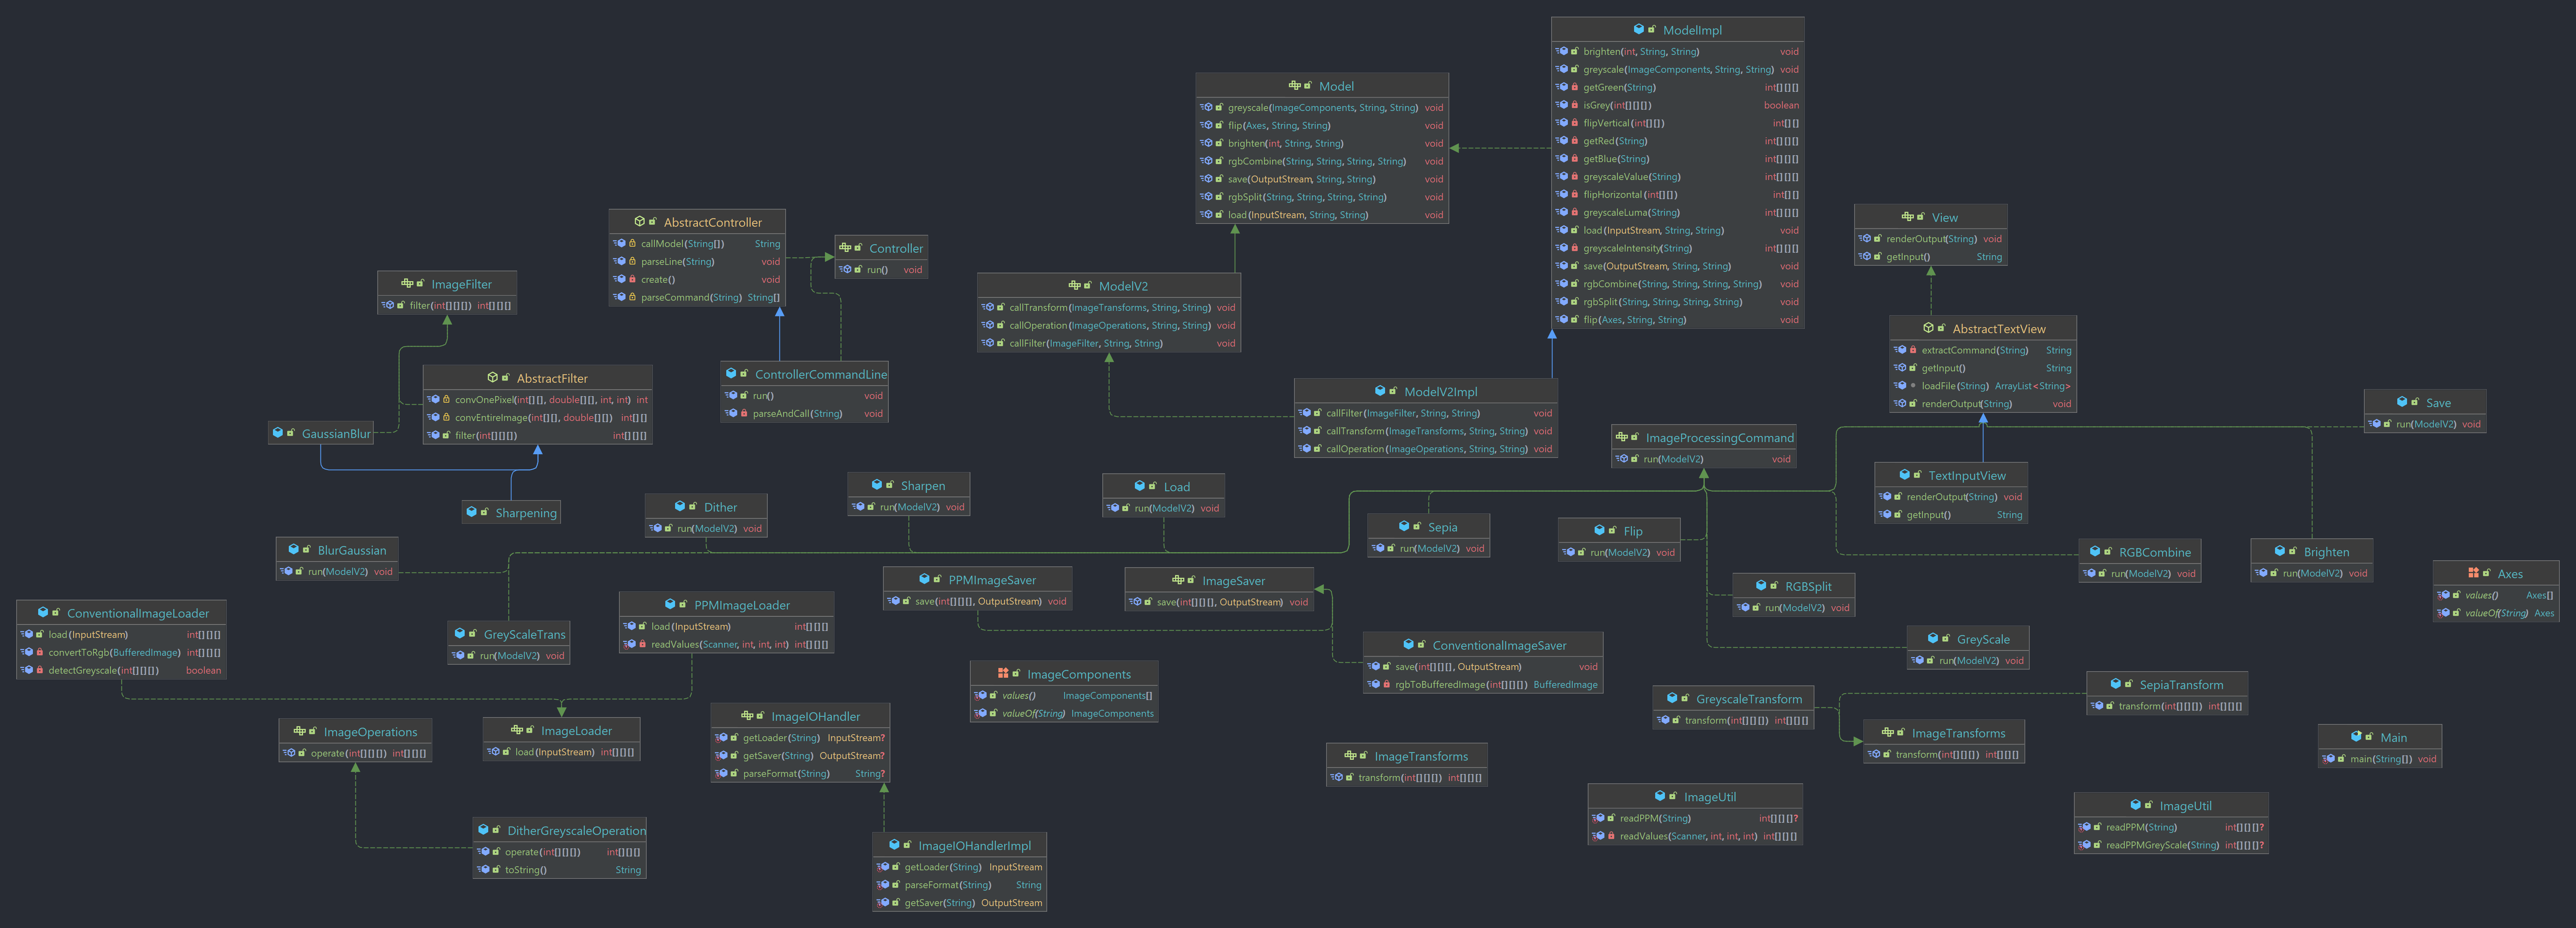 ModelImpl
brighten(int, String, String) void
greyscale(ImageComponents, String, String) void
getGreen(String) int[][][]
isGrey(int[][][]) boolean
flipVertical(int[][]) int[][]
getRed(String) int[][][]
getBlue(String) int[][][]
greyscaleValue(String) int[][][]
flipHorizontal(int[][]) int[][]
greyscaleLuma(String) int[][][]
load(InputStream, String, String) void
greyscaleIntensity(String) int[][][]
save(OutputStream, String, String) void
rgbCombine(String, String, String, String) void
rgbSplit(String, String, String, String) void
flip(Axes, String, String) void
Model
greyscale(ImageComponents, String, String) void
flip(Axes, String, String) void
brighten(int, String, String) void
rgbCombine(String, String, String, String) void
save(OutputStream, String, String) void
rgbSplit(String, String, String, String) void
load(InputStream, String, String) void
View
renderOutput(String) void
getInput() String
AbstractController
callModel(String[]) String
parseLine(String) void
create() void
parseCommand(String) String[]
Controller
run() void
ImageFilter
filter(int[][][]) int[][][]
ModelV2
callTransform(ImageTransforms, String, String) void
callOperation(ImageOperations, String, String) void
callFilter(ImageFilter, String, String) void
AbstractTextView
extractCommand(String) String
getInput() String
loadFile(String) ArrayList<String>
renderOutput(String) void
AbstractFilter
convOnePixel(int[][], double[][], int, int) int
convEntireImage(int[][], double[][]) int[][]
filter(int[][][]) int[][][]
ControllerCommandLine
run() void
parseAndCall(String) void
ModelV2Impl
callFilter(ImageFilter, String, String) void
callTransform(ImageTransforms, String, String) void
callOperation(ImageOperations, String, String) void
Save
run(ModelV2) void
GaussianBlur
ImageProcessingCommand
run(ModelV2) void
TextInputView
renderOutput(String) void
getInput() String
Sharpening
Dither
run(ModelV2) void
Sharpen
run(ModelV2) void
Load
run(ModelV2) void
Sepia
run(ModelV2) void
Flip
run(ModelV2) void
BlurGaussian
run(ModelV2) void
RGBCombine
run(ModelV2) void
Brighten
run(ModelV2) void
PPMImageSaver
save(int[][][], OutputStream) void
ImageSaver
save(int[][][], OutputStream) void
RGBSplit
run(ModelV2) void
Axes
values() Axes[]
valueOf(String) Axes
ConventionalImageLoader
load(InputStream) int[][][]
convertToRgb(BufferedImage) int[][][]
detectGreyscale(int[][][]) boolean
GreyScaleTrans
run(ModelV2) void
PPMImageLoader
load(InputStream) int[][][]
readValues(Scanner, int, int, int) int[][][]
ConventionalImageSaver
save(int[][][], OutputStream) void
rgbToBufferedImage(int[][][]) BufferedImage
GreyScale
run(ModelV2) void
ImageComponents
values() ImageComponents[]
valueOf(String) ImageComponents
GreyscaleTransform
transform(int[][][]) int[][][]
SepiaTransform
transform(int[][][]) int[][][]
ImageOperations
operate(int[][][]) int[][][]
ImageLoader
load(InputStream) int[][][]
ImageIOHandler
getLoader(String) InputStream?
getSaver(String) OutputStream?
parseFormat(String) String?
ImageTransforms
transform(int[][][]) int[][][]
ImageTransforms
transform(int[][][]) int[][][]
Main
main(String[]) void
ImageUtil
readPPM(String) int[][][]?
readValues(Scanner, int, int, int) int[][][]
ImageUtil
readPPM(String) int[][][]?
readPPMGreyScale(String) int[][][]?
DitherGreyscaleOperation
operate(int[][][]) int[][][]
toString() String
ImageIOHandlerImpl
getLoader(String) InputStream
parseFormat(String) String
getSaver(String) OutputStream